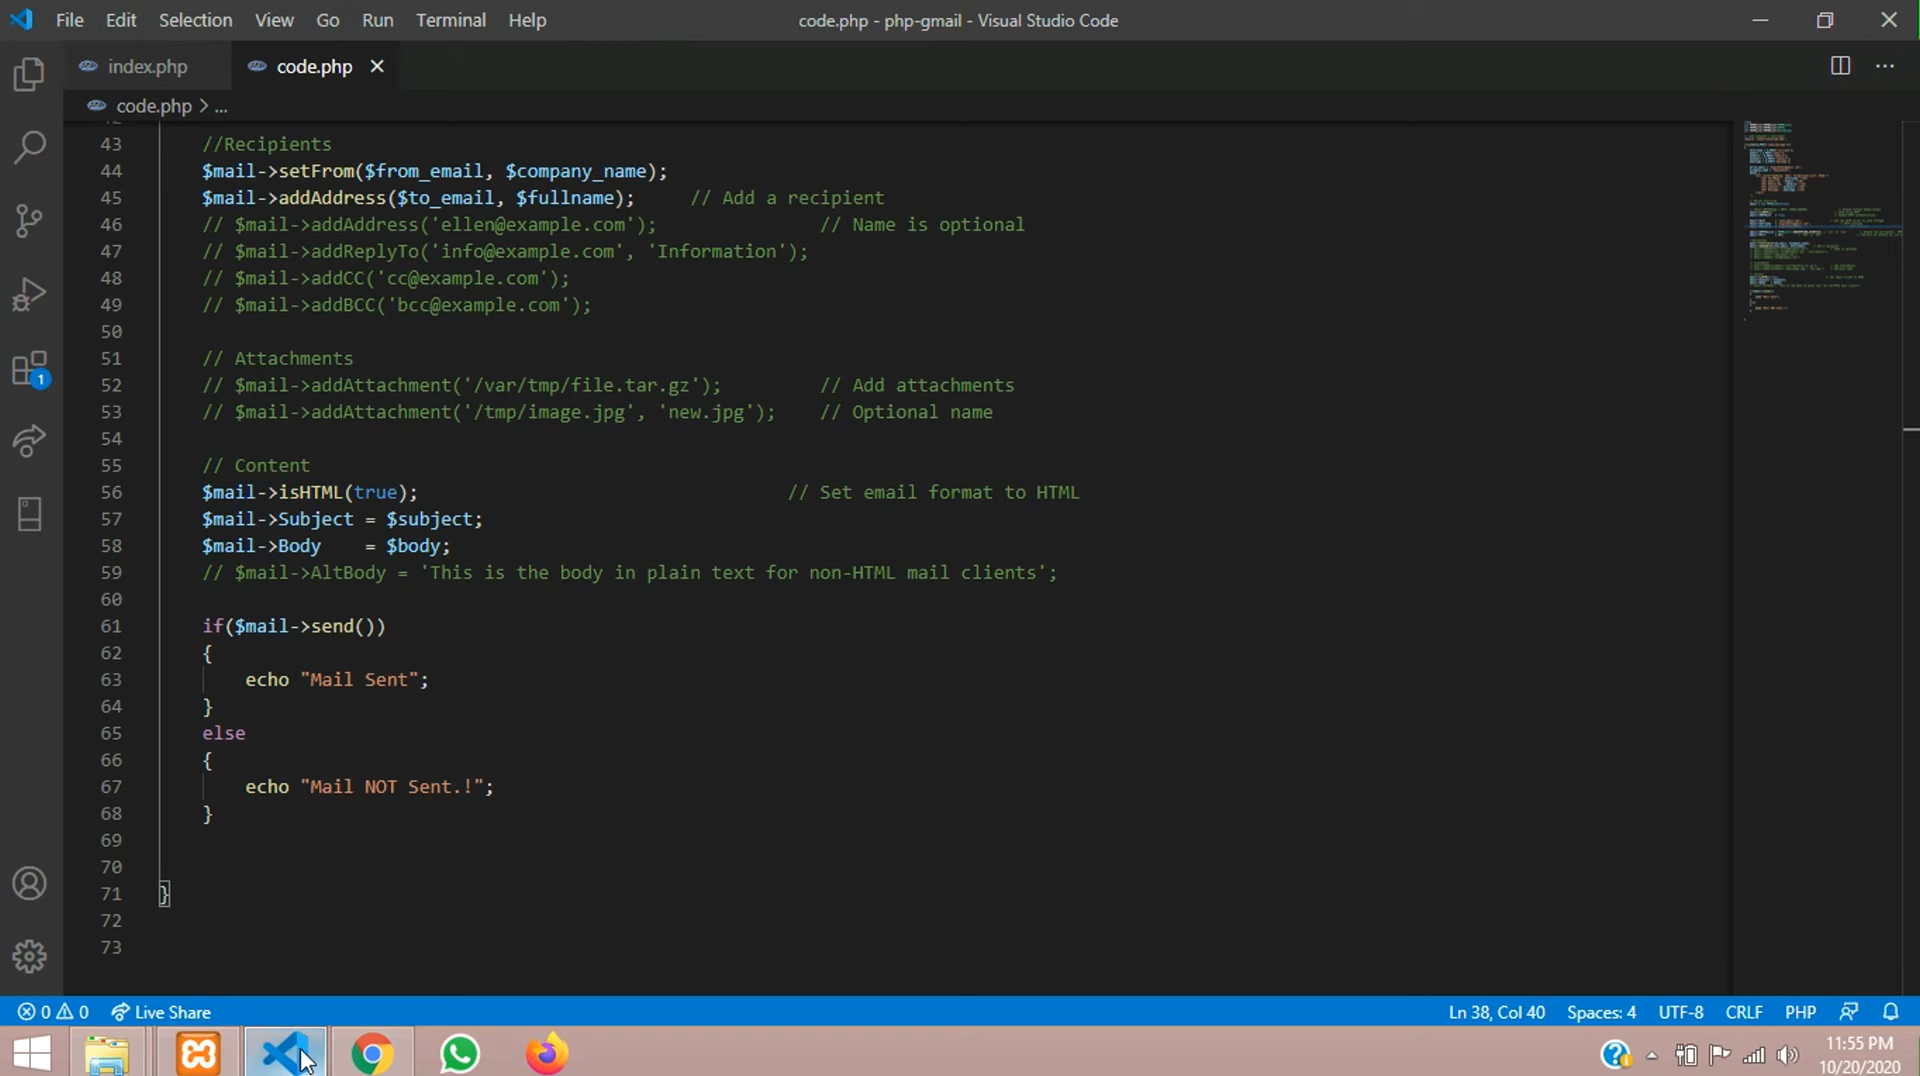 File Edit Selection View Go Run Terminal Help code.php - php-gmail - Visual Studio Code
index.php code.php
code.php > ...
43 //Recipients
44 $mail->setFrom($from_email, $company_name);
45 $mail->addAddress($to_email, $fullname); // Add a recipient
46 // $mail->addAddress('ellen@example.com'); // Name is optional
47 // $mail->addReplyTo('info@example.com', 'Information');
48 // $mail->addCC('cc@example.com');
49 // $mail->addBCC('bcc@example.com');
50
51 // Attachments
52 // $mail->addAttachment('/var/tmp/file.tar.gz'); // Add attachments
53 // $mail->addAttachment('/tmp/image.jpg', 'new.jpg'); // Optional name
54
55 // Content
56 $mail->isHTML(true); // Set email format to HTML
57 $mail->Subject = $subject;
58 $mail->Body = $body;
59 // $mail->AltBody = 'This is the body in plain text for non-HTML mail clients';
60
61 if($mail->send())
62 {
63 echo "Mail Sent";
64 }
65 else
66 {
67 echo "Mail NOT Sent.!";
68 }
69
70
71 }
72
73
1
0 0 Live Share Ln 38, Col 40 Spaces: 4 UTF-8 CRLF PHP
11:55 PM
10/20/2020